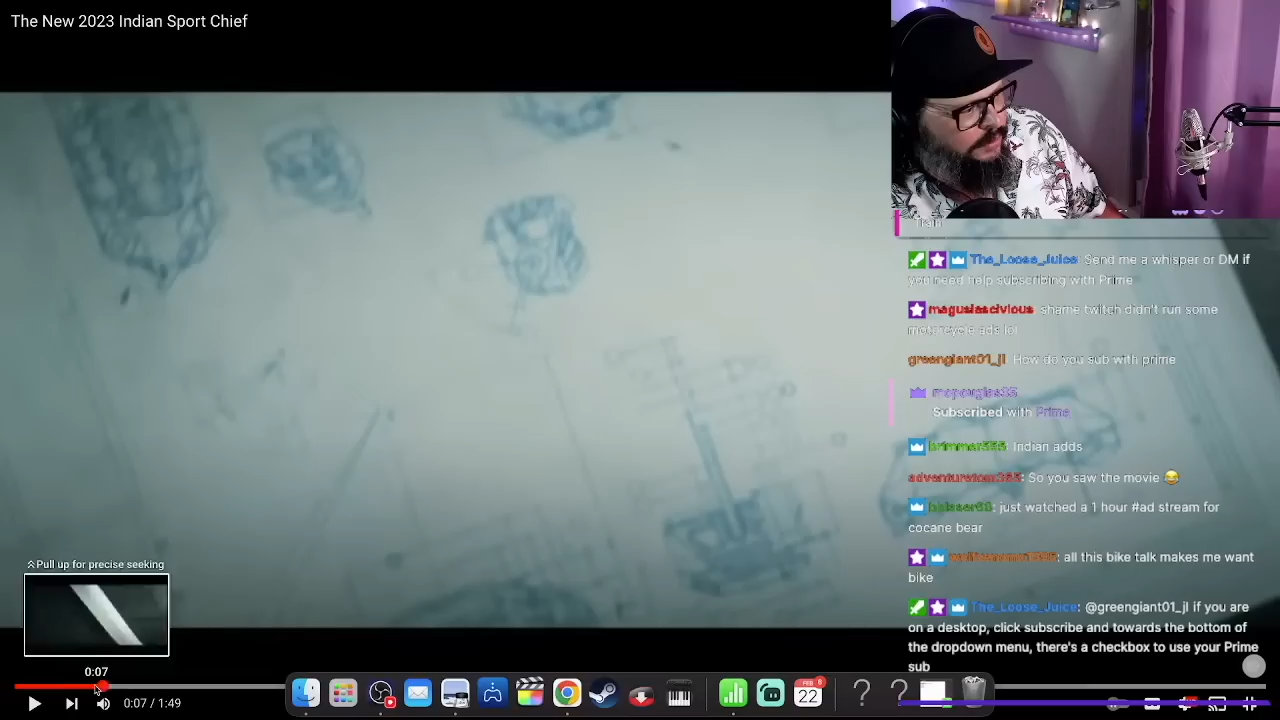 The New 2023 Indian Sport Chief
The_Loose_Juice: Send me a whisper or DM if
you need help subscribing with Prime
maguslascivious shame twitch didn't run some
motorcycle ads lol
greengiant01_jl How do you sub with prime
Subscribed with Prime
Indian adds
So you saw the movie 😂
just watched a 1 hour #ad stream for
cocane bear
all this bike talk makes me want
bike
The_Loose_Juice: @greengiant01_jl if you are
on a desktop, click subscribe and towards the bottom of
the dropdown menu, there's a checkbox to use your Prime
sub
Pull up for precise seeking
0:07
0:07 / 1:49
FEB
22